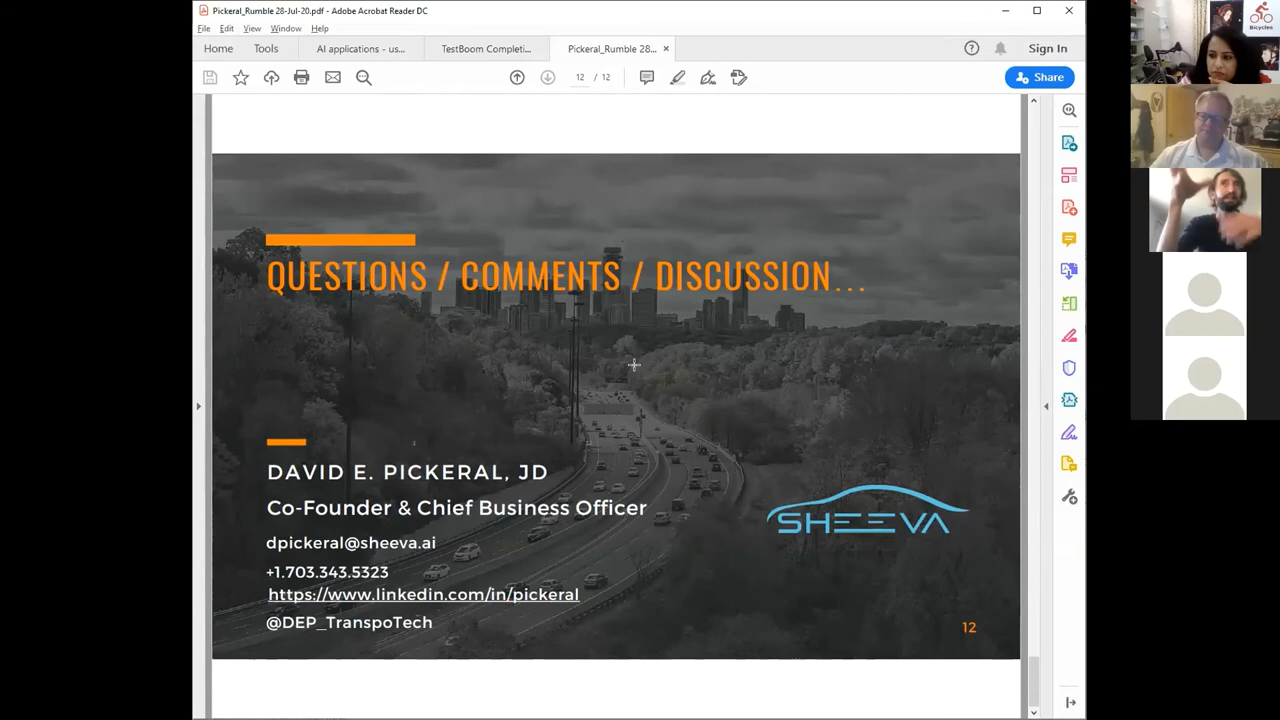 Pickeral_Rumble 28-Jul-20.pdf - Adobe Acrobat Reader DC
File Edit View Window Help
Home Tools AI applications - us... TestBoom Completi... Pickeral_Rumble 28... × Sign In
12 / 12 Share
QUESTIONS / COMMENTS / DISCUSSION...
DAVID E. PICKERAL, JD
Co-Founder & Chief Business Officer
dpickeral@sheeva.ai
+1.703.343.5323
https://www.linkedin.com/in/pickeral
@DEP_TranspoTech
SHEEVA
12
Bicycles